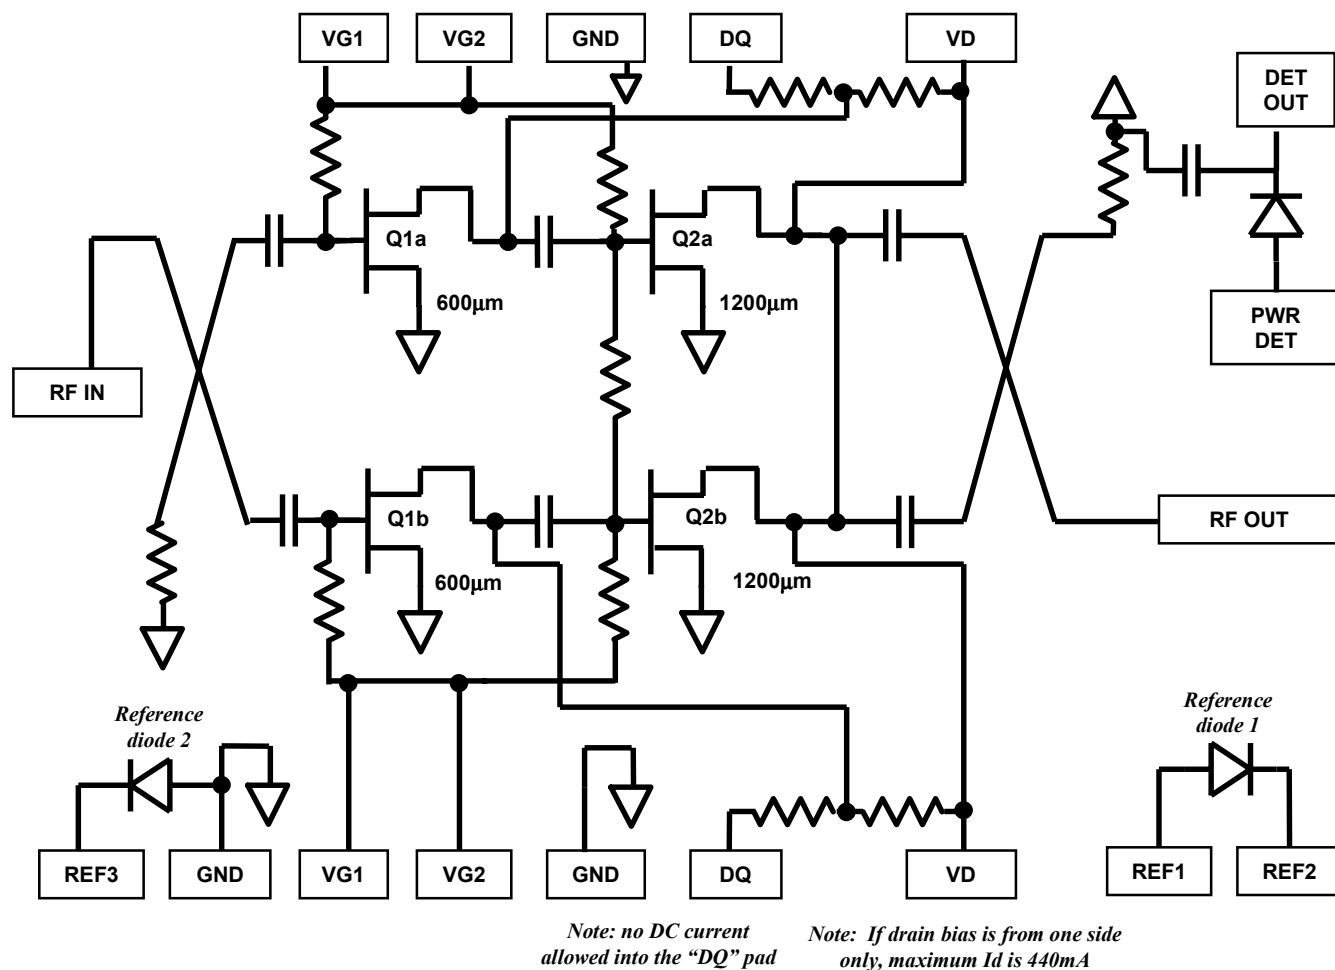 VG1
VG2
GND
DQ
VD
DET
OUT
Q1a
Q2a
600µm
1200µm
PWR
DET
RF IN
Q1b
Q2b
RF OUT
600µm
1200µm
Reference
diode 2
Reference
diode 1
REF3
GND
VG1
VG2
GND
DQ
VD
REF1
REF2
Note: no DC current
allowed into the “DQ” pad
Note:  If drain bias is from one side
only, maximum Id is 440mA